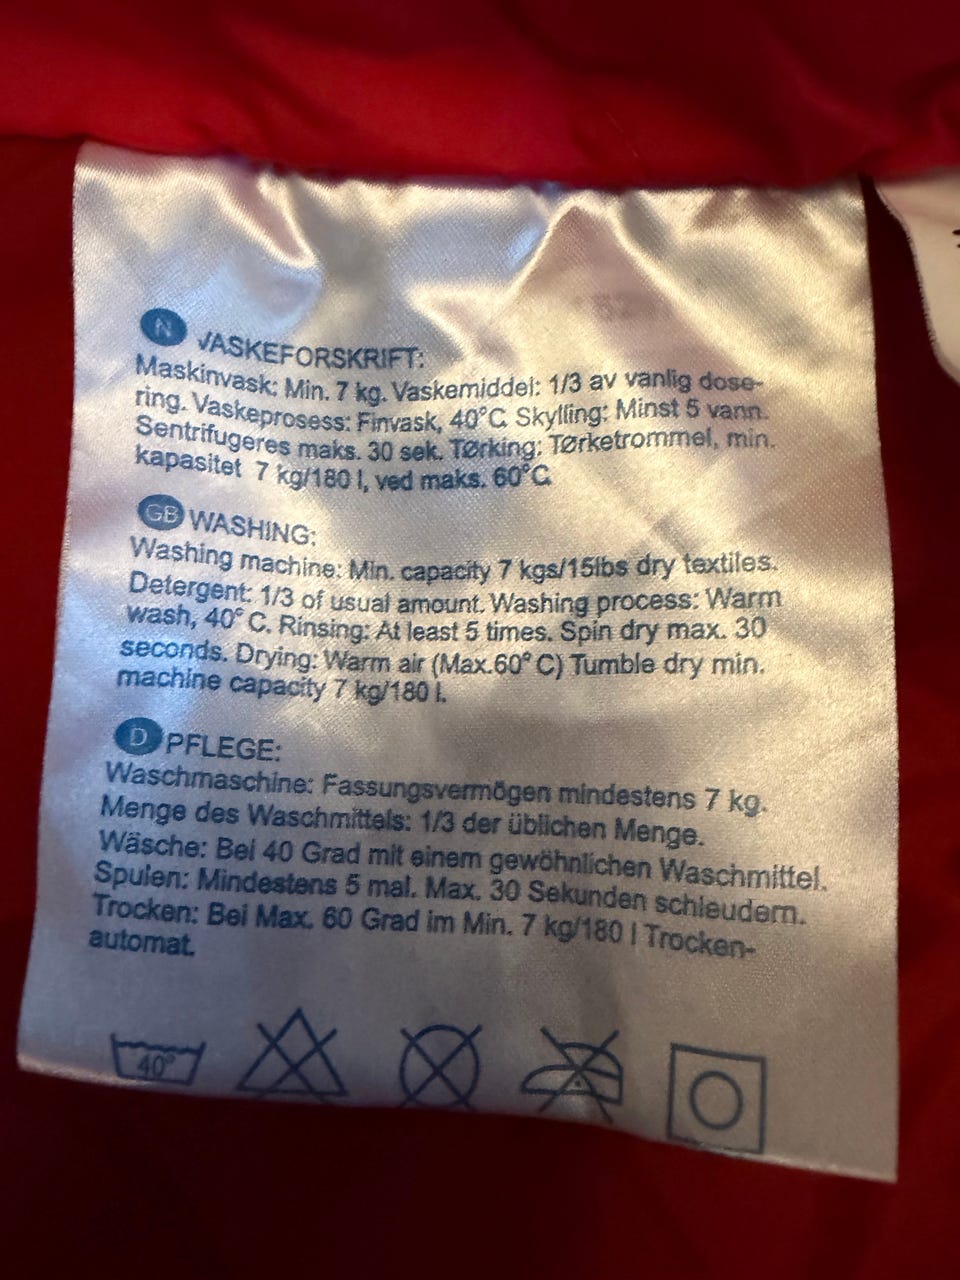 N VASKEFORSKRIFT:
Maskinvask: Min. 7 kg. Vaskemiddel: 1/3 av vanlig dose-
ring. Vaskeprosess: Finvask, 40°C. Skylling: Minst 5 vann.
Sentrifugeres maks. 30 sek. Tørking: Tørketrommel, min.
kapasitet 7 kg/180 l, ved maks. 60°C.
GB WASHING:
Washing machine: Min. capacity 7 kgs/15lbs dry textiles.
Detergent: 1/3 of usual amount. Washing process: Warm
wash, 40° C. Rinsing: At least 5 times. Spin dry max. 30
seconds. Drying: Warm air (Max.60° C) Tumble dry min.
machine capacity 7 kg/180 l.
D PFLEGE:
Waschmaschine: Fassungsvermögen mindestens 7 kg.
Menge des Waschmittels: 1/3 der üblichen Menge.
Wäsche: Bei 40 Grad mit einem gewöhnlichen Waschmittel.
Spulen: Mindestens 5 mal. Max. 30 Sekunden schleudern.
Trocken: Bei Max. 60 Grad im Min. 7 kg/180 l Trocken-
automat.
40°